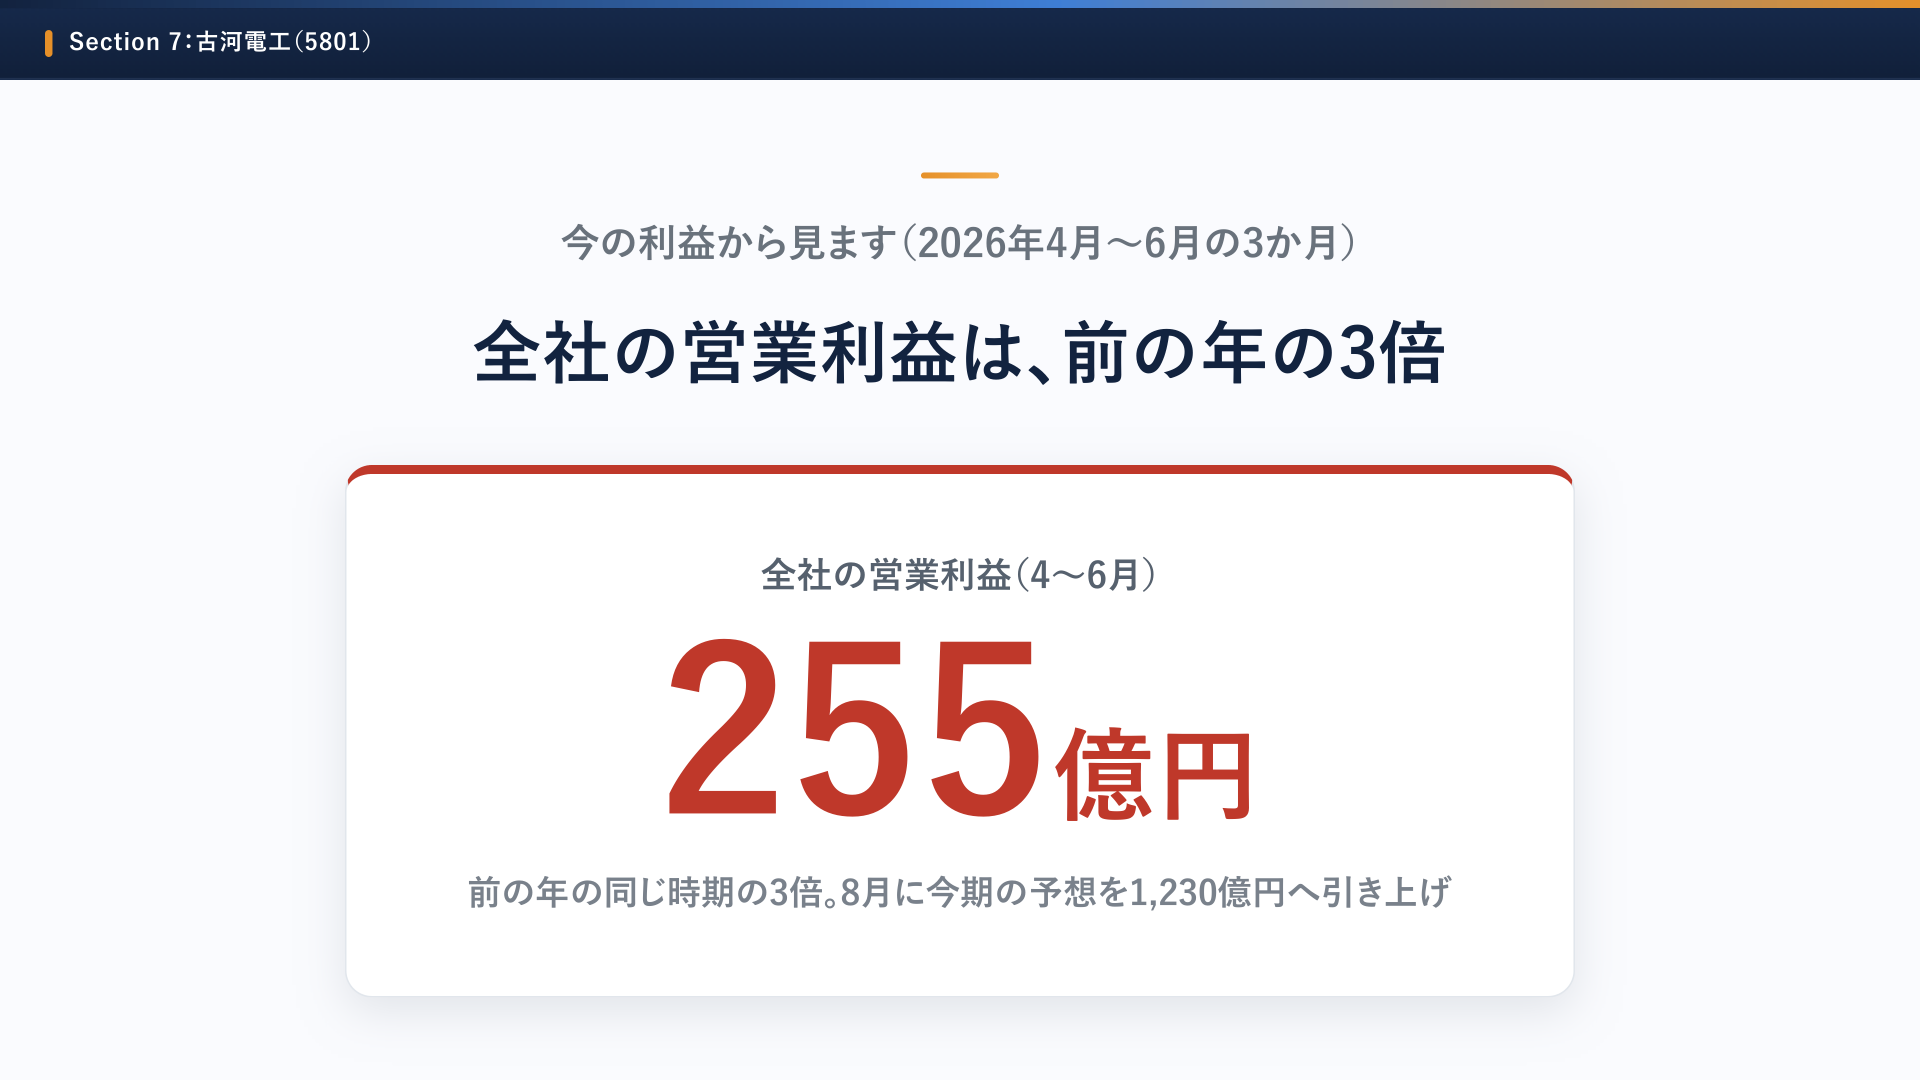 Section 7：古河電工（5801）
今の利益から見ます（2026年4月〜6月の3か月）
全社の営業利益は、前の年の3倍
全社の営業利益（4〜6月）
255億円
前の年の同じ時期の3倍。8月に今期の予想を1,230億円へ引き上げ